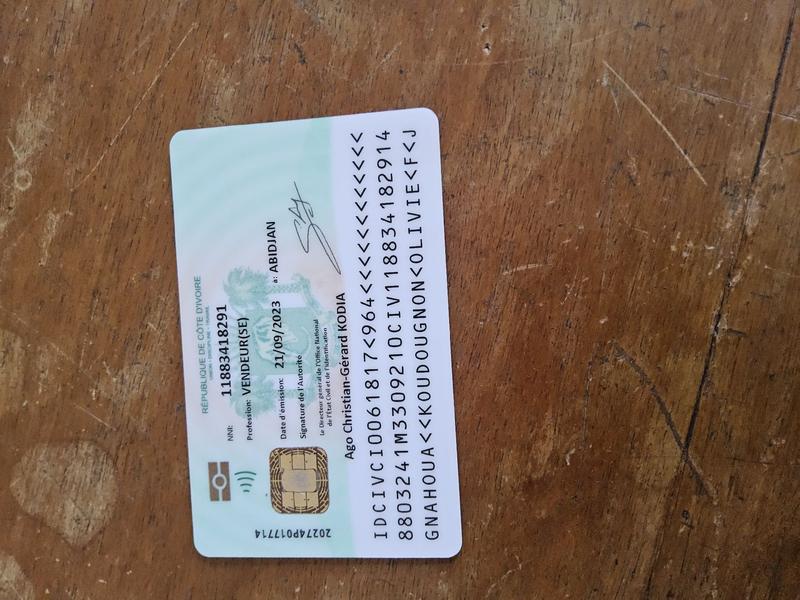 RÉPUBLIQUE DE CÔTE D'IVOIRE
NNI: 11883418291
Profession: VENDEUR(SE)
Date d'émission: 21/09/2023 à: ABIDJAN
Signature de l'Autorité
le Directeur général de l'Office National
de l'État Civil et de l'Identification
Ago Christian-Gérard KODIA
20274P017714
IDCIVCI0061817<964<<<<<<<<<<<<
8803241M3309210CIV118834182914
GNAHOUA<<KOUDOUGNON<OLIVIE<F<J